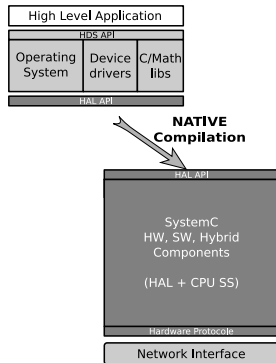 High Level Application
HDS API
Operating System
Device drivers
C/Math libs
HAL API
NATIVE
Compilation
HAL API
SystemC
HW, SW, Hybrid
Components
(HAL + CPU SS)
Hardware Protocole
Network Interface